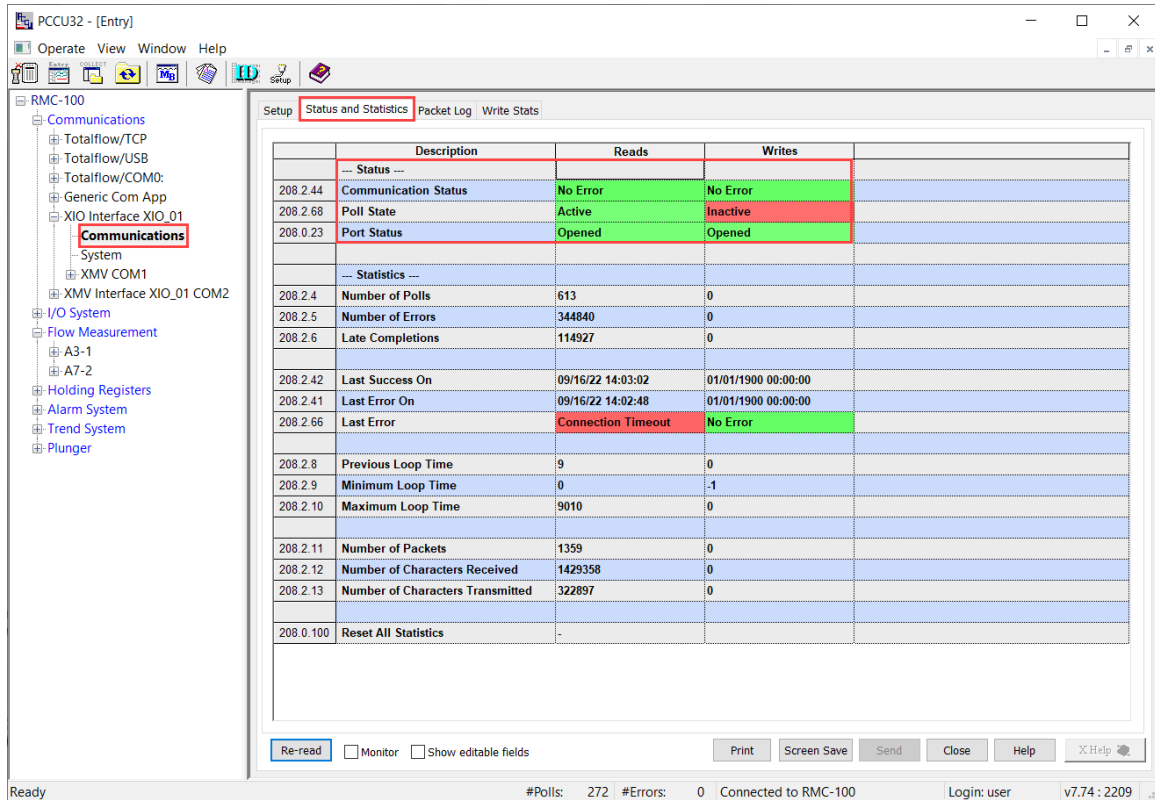 PCCU32 - [Entry]
Operate View Window Help
Entry COLLECT MB ID Setup
RMC-100
Communications
Totalflow/TCP
Totalflow/USB
Totalflow/COM0:
Generic Com App
XIO Interface XIO_01
Communications
System
XMV COM1
XMV Interface XIO_01 COM2
I/O System
Flow Measurement
A3-1
A7-2
Holding Registers
Alarm System
Trend System
Plunger
Setup Status and Statistics Packet Log Write Stats
Description Reads Writes
--- Status ---
208.2.44 Communication Status No Error No Error
208.2.68 Poll State Active Inactive
208.0.23 Port Status Opened Opened
--- Statistics ---
208.2.4 Number of Polls 613 0
208.2.5 Number of Errors 344840 0
208.2.6 Late Completions 114927 0
208.2.42 Last Success On 09/16/22 14:03:02 01/01/1900 00:00:00
208.2.41 Last Error On 09/16/22 14:02:48 01/01/1900 00:00:00
208.2.66 Last Error Connection Timeout No Error
208.2.8 Previous Loop Time 9 0
208.2.9 Minimum Loop Time 0 -1
208.2.10 Maximum Loop Time 9010 0
208.2.11 Number of Packets 1359 0
208.2.12 Number of Characters Received 1429358 0
208.2.13 Number of Characters Transmitted 322897 0
208.0.100 Reset All Statistics -
Re-read Monitor Show editable fields Print Screen Save Send Close Help X Help
Ready #Polls: 272 #Errors: 0 Connected to RMC-100 Login: user v7.74 : 2209